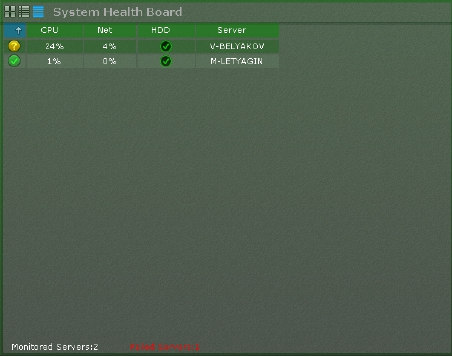 System Health Board
↑ CPU Net HDD Server
24% 4% V-BELYAKOV
1% 0% M-LETYAGIN
Monitored Servers:2